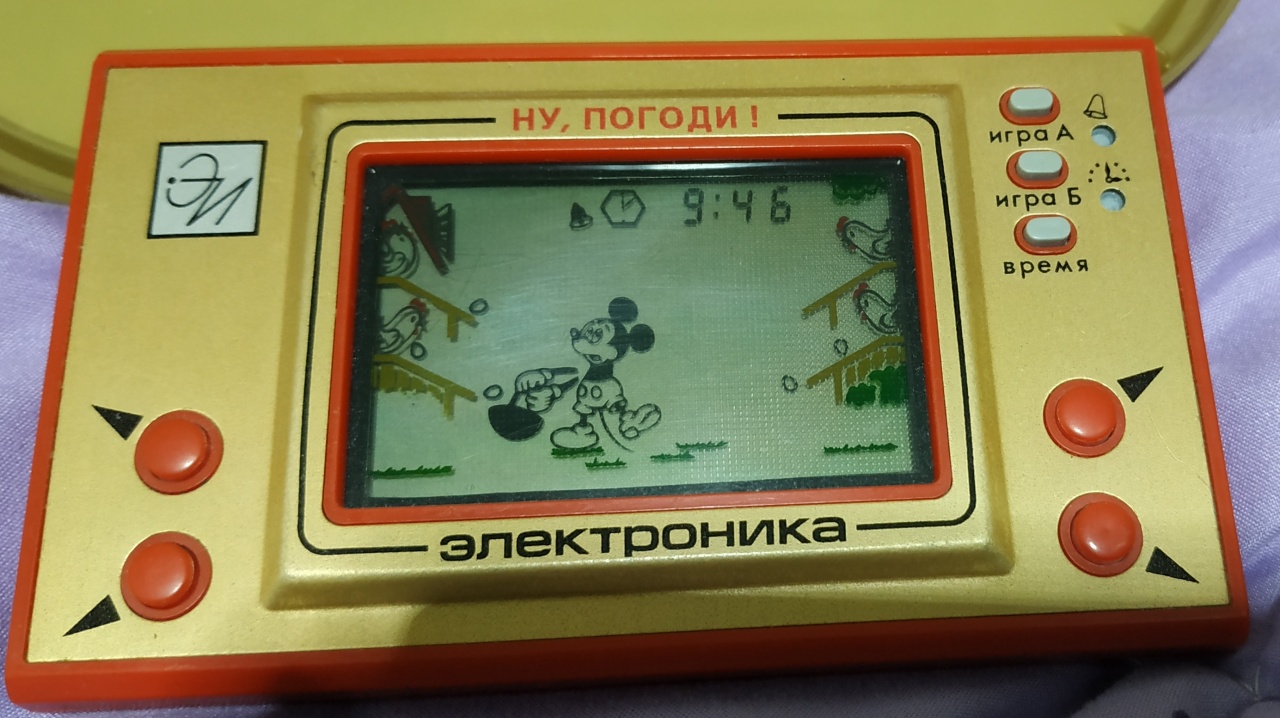 НУ, ПОГОДИ !
ЭИ
9:46
игра А
игра Б
время
электроника